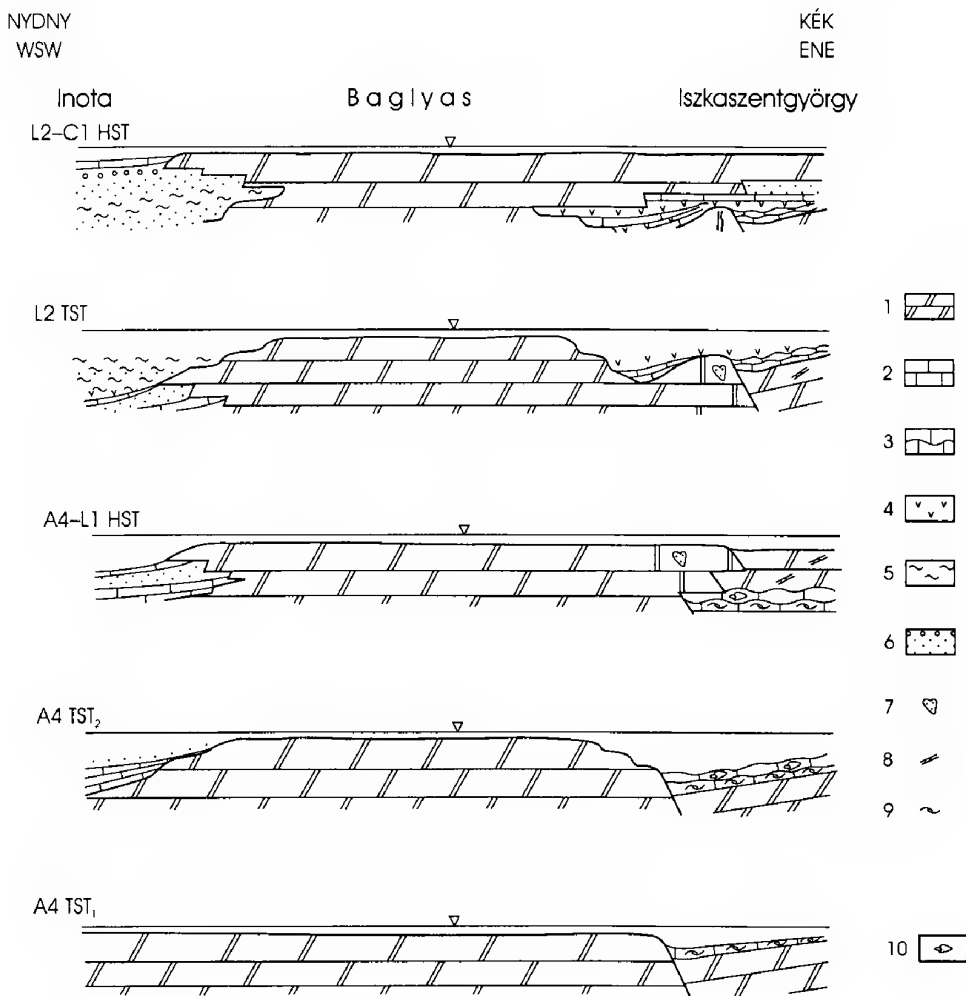 NYDNY KÉK
WSW ENE
Inota Baglyas Iszkaszentgyörgy
L2–C1 HST
L2 TST
1
2
3
A4–L1 HST
4
5
6
7
A4 TST₂
8
9
A4 TST₁
10